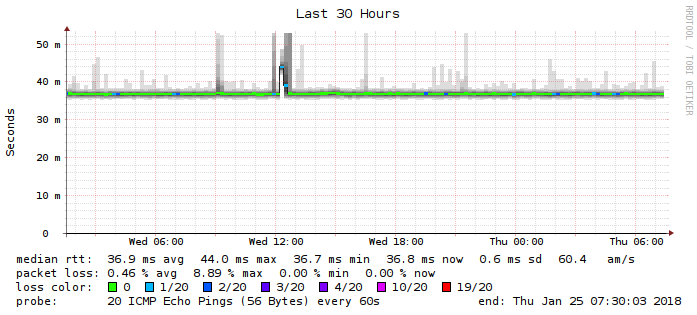 Last 30 Hours
RRDTOOL / TOBI OETIKER
Seconds
50 m
40 m
30 m
20 m
10 m
0
Wed 06:00 Wed 12:00 Wed 18:00 Thu 00:00 Thu 06:00
median rtt: 36.9 ms avg 44.0 ms max 36.7 ms min 36.8 ms now 0.6 ms sd 60.4 am/s
packet loss: 0.46 % avg 8.89 % max 0.00 % min 0.00 % now
loss color: 0 1/20 2/20 3/20 4/20 10/20 19/20
probe: 20 ICMP Echo Pings (56 Bytes) every 60s end: Thu Jan 25 07:30:03 2018